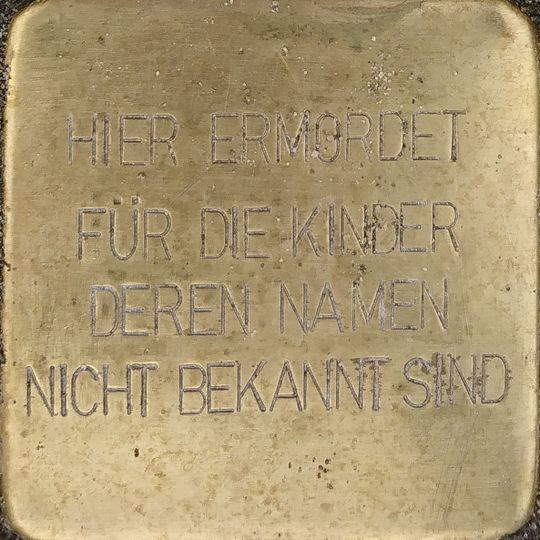 HIER ERMORDET
FÜR DIE KINDER
DEREN NAMEN
NICHT BEKANNT SIND